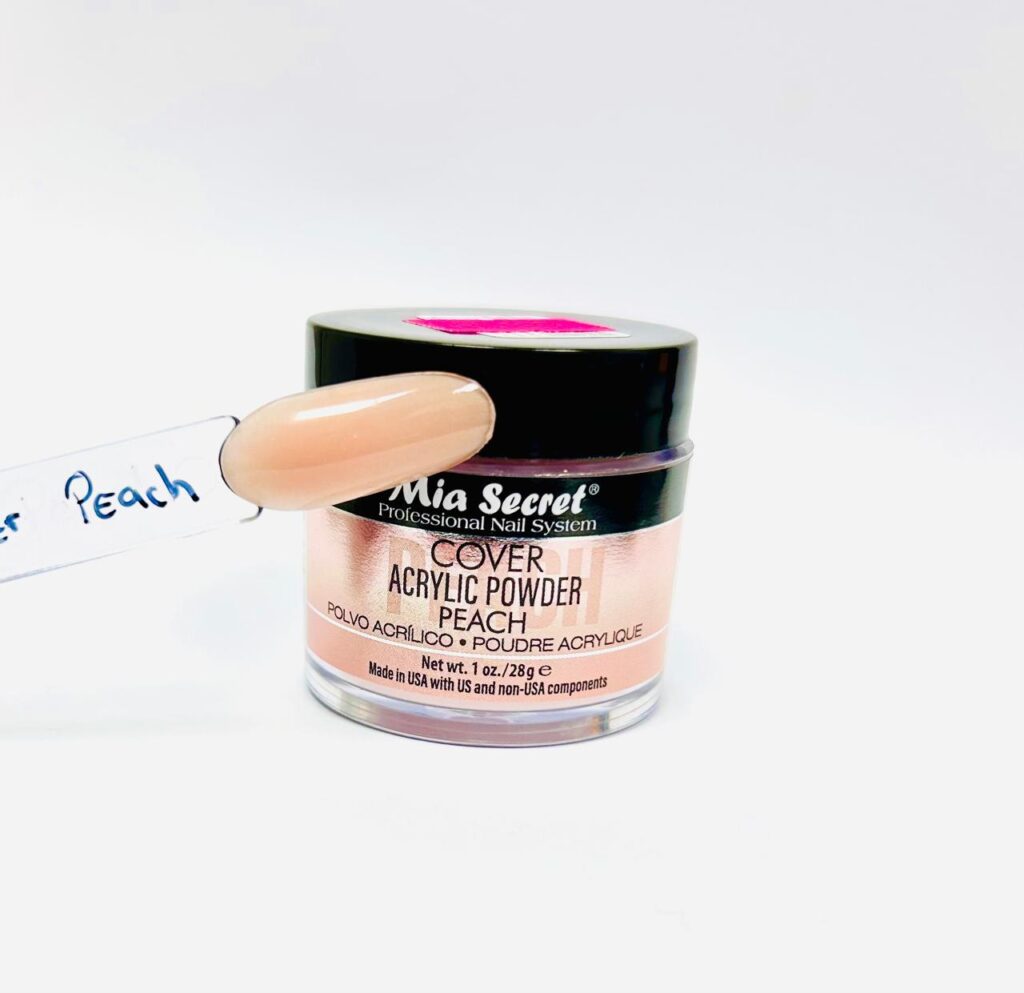 Peach
Mia Secret®
Professional Nail System
PEACH
COVER
ACRYLIC POWDER
PEACH
POLVO ACRÍLICO • POUDRE ACRYLIQUE
Net wt. 1 oz./28g e
Made in USA with US and non-USA components